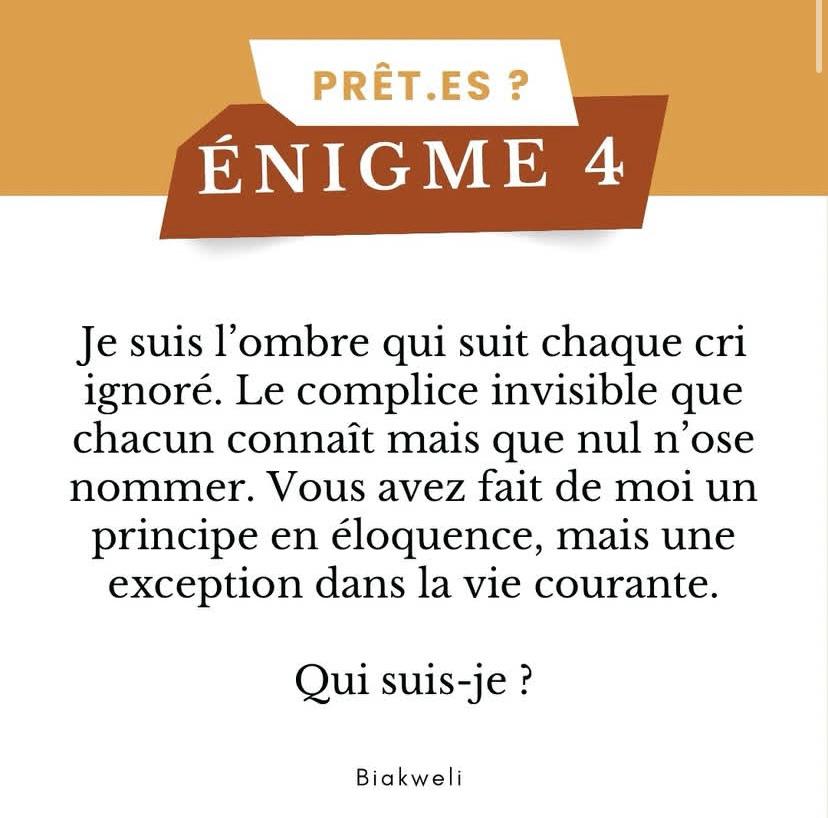 PRÊT.ES ?
ÉNIGME 4
Je suis l’ombre qui suit chaque cri
ignoré. Le complice invisible que
chacun connaît mais que nul n’ose
nommer. Vous avez fait de moi un
principe en éloquence, mais une
exception dans la vie courante.
Qui suis-je ?
Biakweli